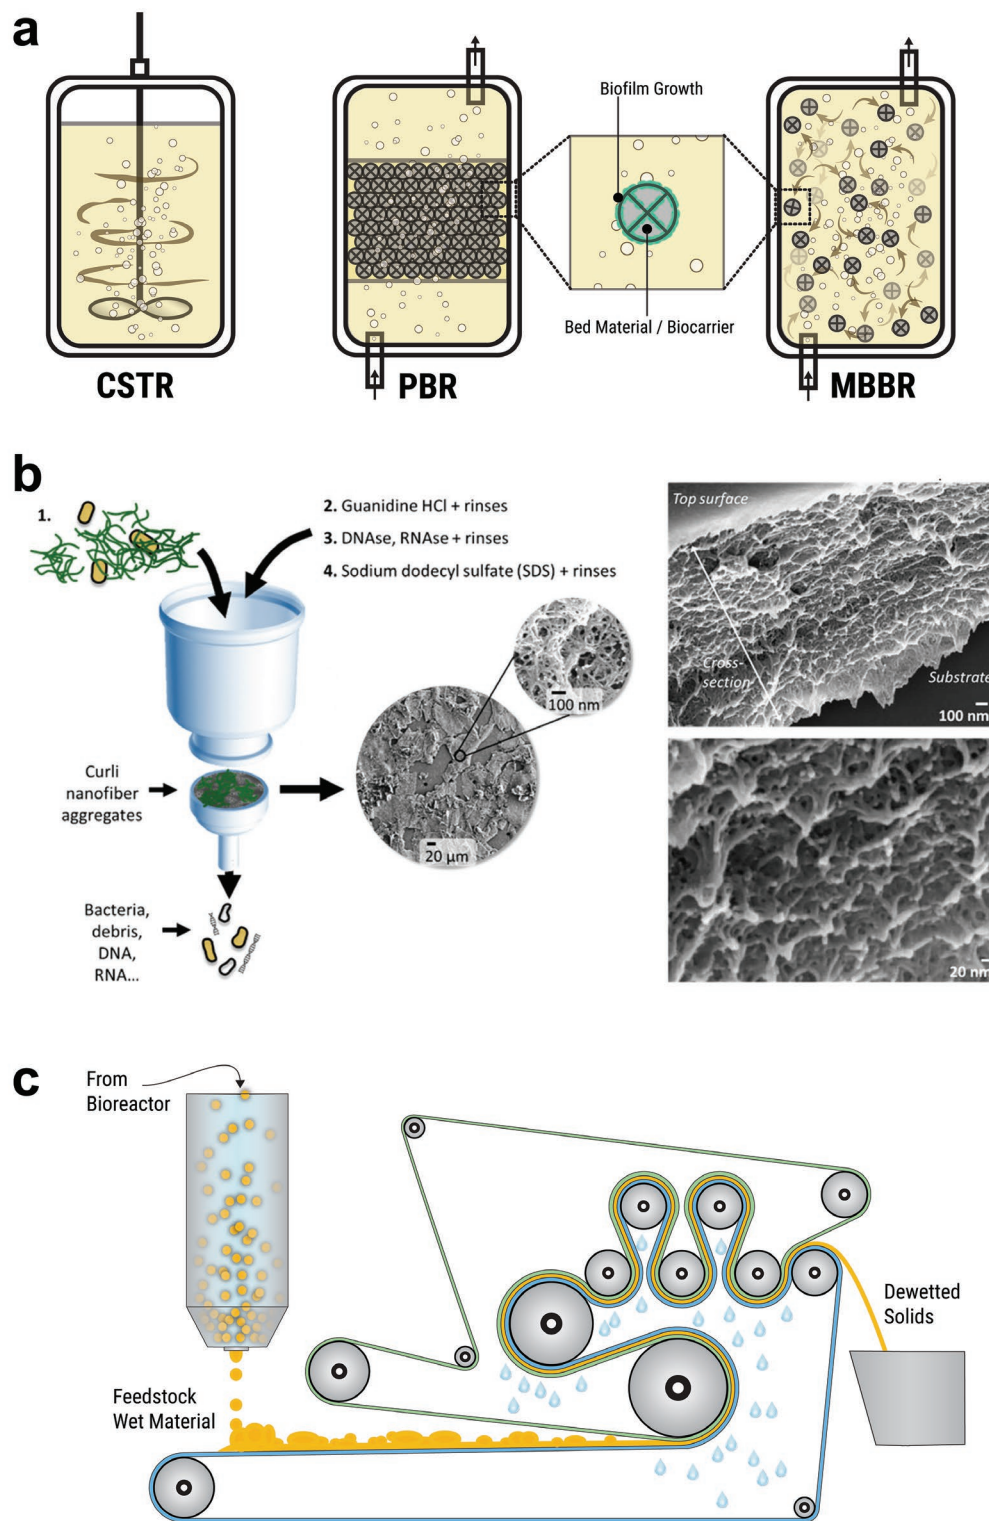 a
Biofilm Growth
Bed Material / Biocarrier
CSTR
PBR
MBBR
b
1.
2. Guanidine HCl + rinses
3. DNAse, RNAse + rinses
4. Sodium dodecyl sulfate (SDS) + rinses
Curli
nanofiber
aggregates
Bacteria,
debris,
DNA,
RNA...
100 nm
20 µm
Top surface
Cross-
section
Substrate
100 nm
20 nm
c
From
Bioreactor
Feedstock
Wet Material
Dewetted
Solids